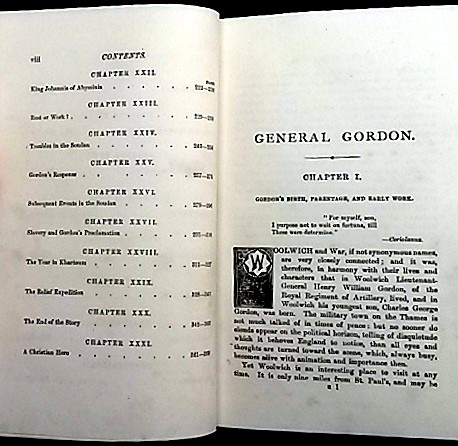 viii CONTENTS.
CHAPTER XXII.
King Johannis of Abyssinia
CHAPTER XXIII.
Rest or Work?
CHAPTER XXIV.
Troubles in the Soudan
CHAPTER XXV.
Gordon's Response
CHAPTER XXVI.
Subsequent Events in the Soudan
CHAPTER XXVII.
Slavery and Gordon's Proclamation
CHAPTER XXVIII.
The Year in Khartoum
CHAPTER XXIX.
The Relief Expedition
CHAPTER XXX.
The End of the Story
CHAPTER XXXI.
A Christian Hero
GENERAL GORDON.
CHAPTER I.
GORDON'S BIRTH, PARENTAGE, AND EARLY WORK.
"For myself, son,
I purpose not to wait on fortune, till
These wars determine."
—Coriolanus.
WOOLWICH and War, if not synonymous names,
are very closely connected; and it was,
therefore, in harmony with their lives and
characters that in Woolwich Lieutenant-
General Henry William Gordon, of the
Royal Regiment of Artillery, lived, and in
Woolwich his youngest son, Charles George
Gordon, was born. The military town on the Thames is
not much talked of in times of peace; but no sooner do
clouds appear on the political horizon, telling of disquietude
which it behoves England to notice, than all eyes and
thoughts are turned toward the scene, which, always busy,
becomes alive with animation and importance then.
Yet Woolwich is an interesting place to visit at any
time. It is only nine miles from St. Paul's, and may be